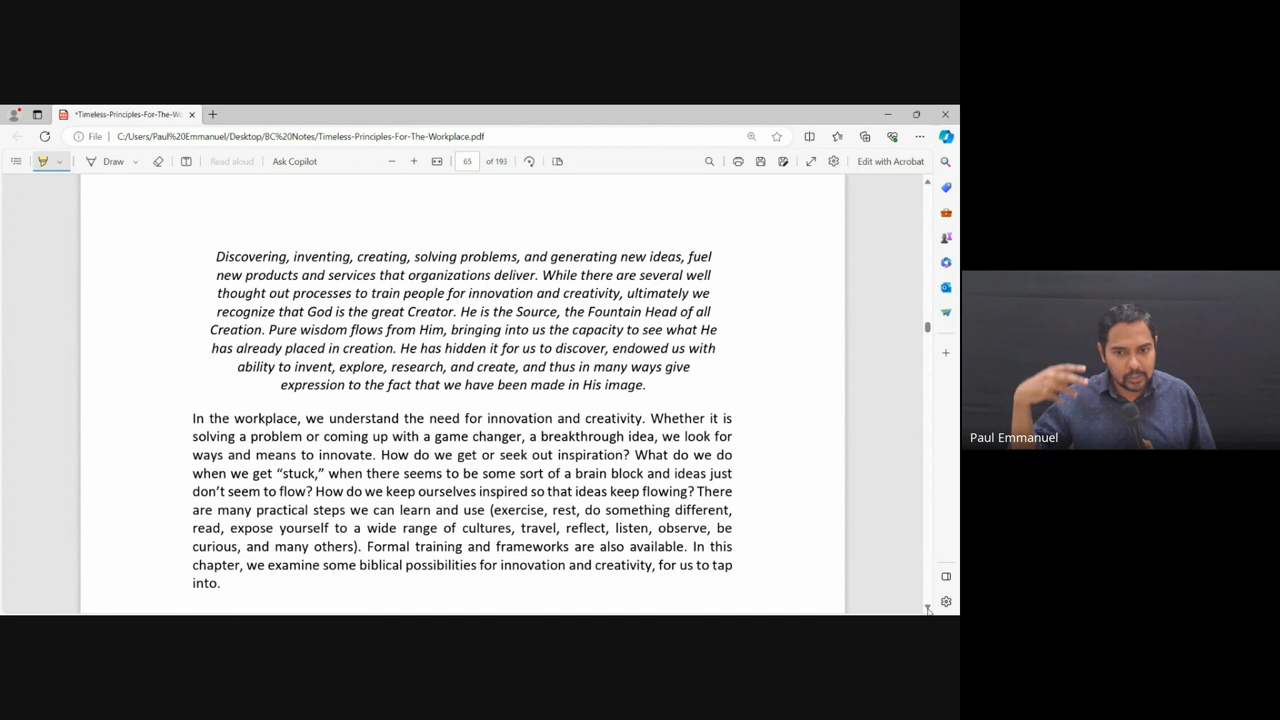 *Timeless-Principles-For-The-Wo
File
C:/Users/Paul%20Emmanuel/Desktop/BC%20Notes/Timeless-Principles-For-The-Workplace.pdf
Draw
Read aloud
Ask Copilot
65
of 193
Edit with Acrobat
Discovering, inventing, creating, solving problems, and generating new ideas, fuel
new products and services that organizations deliver. While there are several well
thought out processes to train people for innovation and creativity, ultimately we
recognize that God is the great Creator. He is the Source, the Fountain Head of all
Creation. Pure wisdom flows from Him, bringing into us the capacity to see what He
has already placed in creation. He has hidden it for us to discover, endowed us with
ability to invent, explore, research, and create, and thus in many ways give
expression to the fact that we have been made in His image.
In the workplace, we understand the need for innovation and creativity. Whether it is
solving a problem or coming up with a game changer, a breakthrough idea, we look for
ways and means to innovate. How do we get or seek out inspiration? What do we do
when we get “stuck,” when there seems to be some sort of a brain block and ideas just
don’t seem to flow? How do we keep ourselves inspired so that ideas keep flowing? There
are many practical steps we can learn and use (exercise, rest, do something different,
read, expose yourself to a wide range of cultures, travel, reflect, listen, observe, be
curious, and many others). Formal training and frameworks are also available. In this
chapter, we examine some biblical possibilities for innovation and creativity, for us to tap
into.
Paul Emmanuel